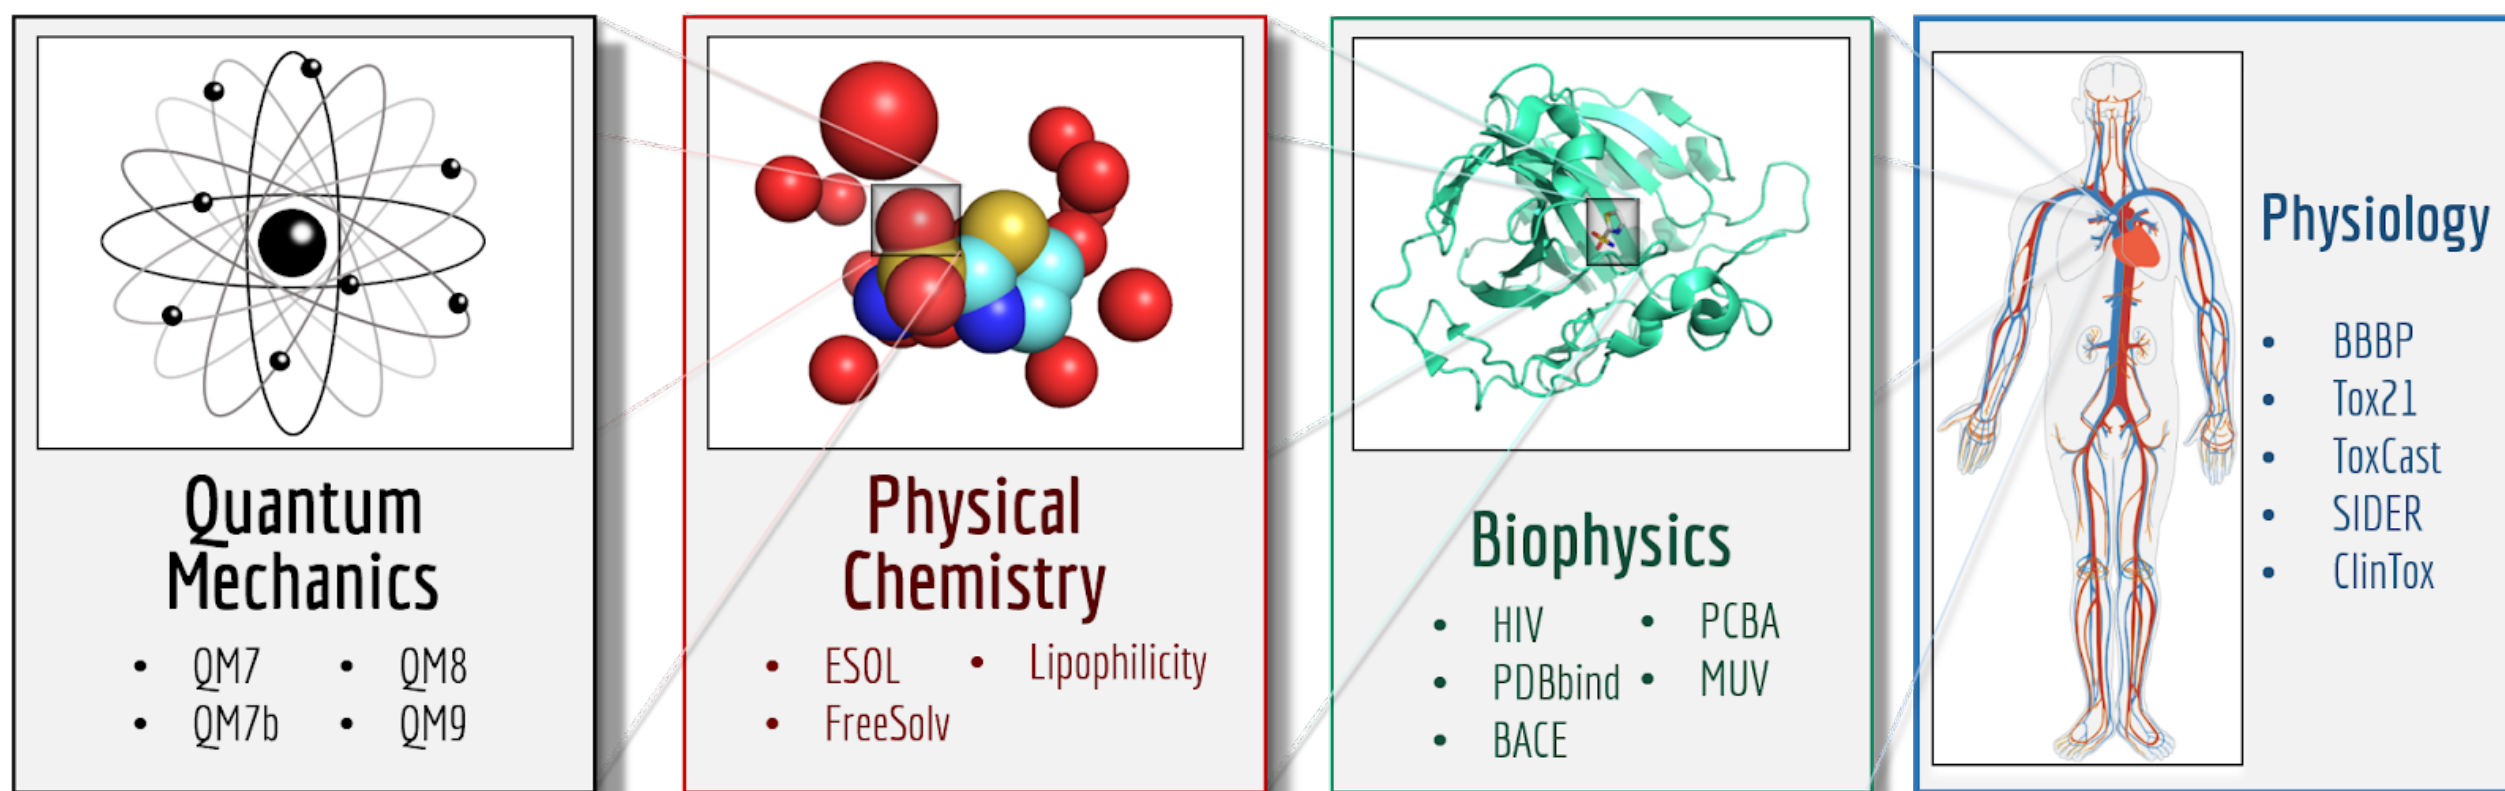 Quantum
Mechanics
QM7
QM8
QM7b
QM9
Physical
Chemistry
ESOL
Lipophilicity
FreeSolv
Biophysics
HIV
PCBA
PDBbind
MUV
BACE
Physiology
BBBP
Tox21
ToxCast
SIDER
ClinTox